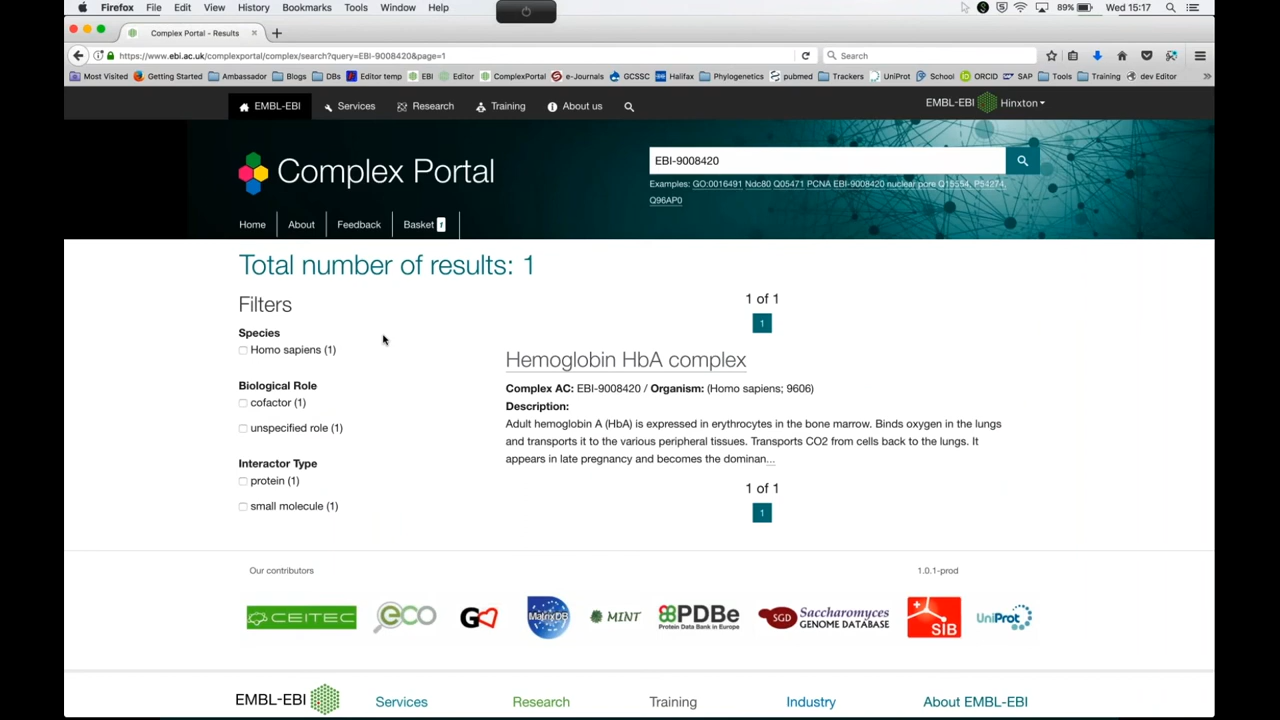 Firefox File Edit View History Bookmarks Tools Window Help
89% Wed 15:17
Complex Portal - Results
https://www.ebi.ac.uk/complexportal/complex/search?query=EBI-9008420&page=1
Search
Most Visited Getting Started Ambassador Blogs DBs Editor temp EBI Editor ComplexPortal e-Journals GCSSC Halifax Phylogenetics pubmed Trackers UniProt School ORCID SAP Tools Training dev Editor
EMBL-EBI Services Research Training About us
EMBL-EBI Hinxton
Complex Portal
EBI-9008420
Examples: GO:0016491 Ndc80 Q05471 PCNA EBI-9008420 nuclear pore Q15554, P54274,
Q96AP0
Home About Feedback Basket 1
Total number of results: 1
Filters
Species
Homo sapiens (1)
Biological Role
cofactor (1)
unspecified role (1)
Interactor Type
protein (1)
small molecule (1)
1 of 1
1
Hemoglobin HbA complex
Complex AC: EBI-9008420 / Organism: (Homo sapiens; 9606)
Description:
Adult hemoglobin A (HbA) is expressed in erythrocytes in the bone marrow. Binds oxygen in the lungs
and transports it to the various peripheral tissues. Transports CO2 from cells back to the lungs. It
appears in late pregnancy and becomes the dominan...
1 of 1
1
Our contributors
1.0.1-prod
CEITEC eco GO MatrixDB MINT PDBe Protein Data Bank in Europe SGD Saccharomyces GENOME DATABASE SIB UniProt
EMBL-EBI Services Research Training Industry About EMBL-EBI